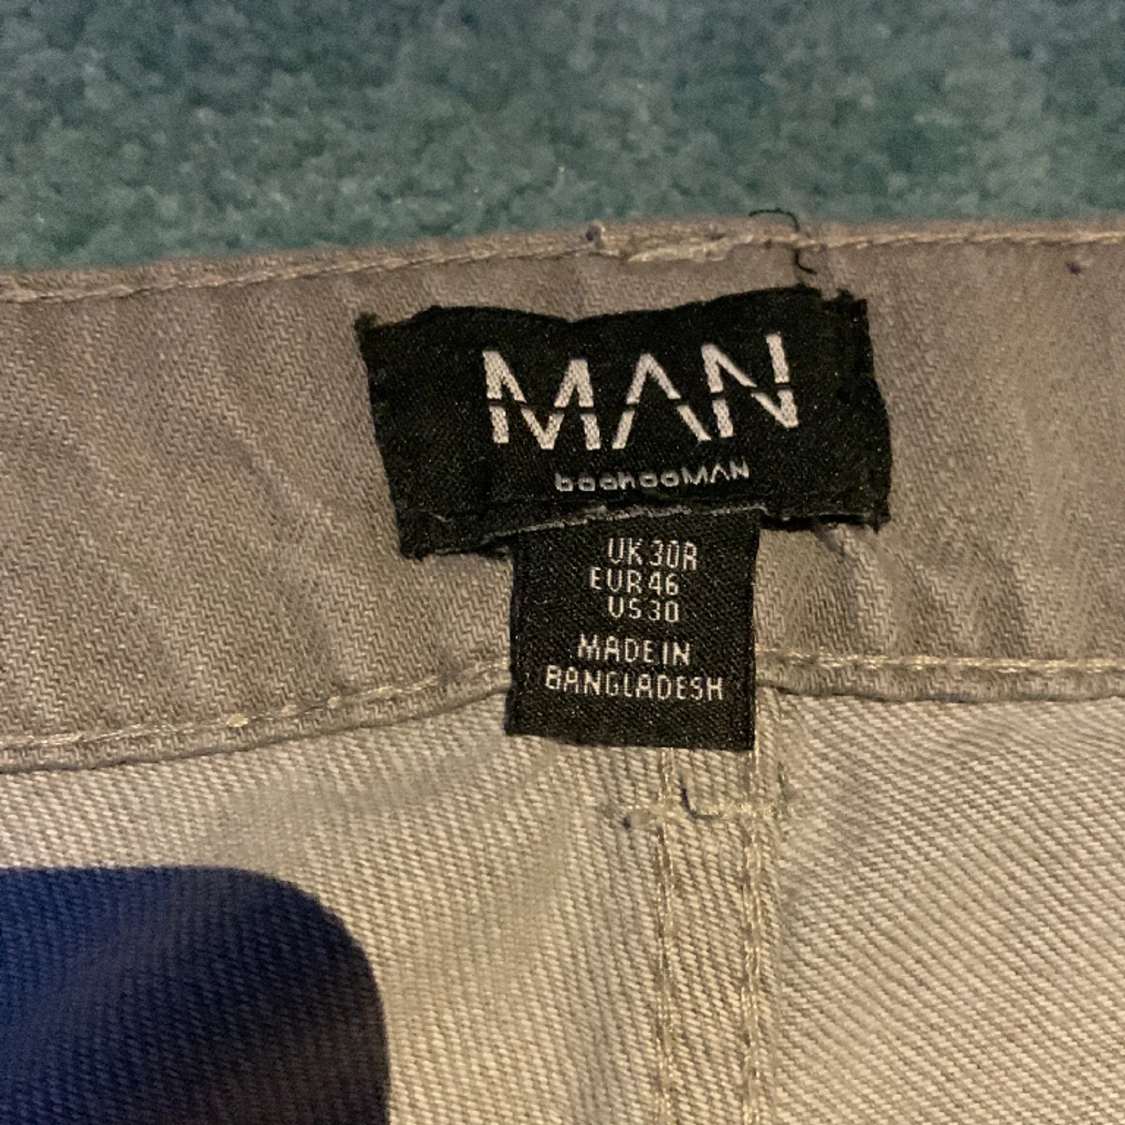 MAN
boohooMAN
UK 30R
EUR 46
US 30
MADE IN
BANGLADESH